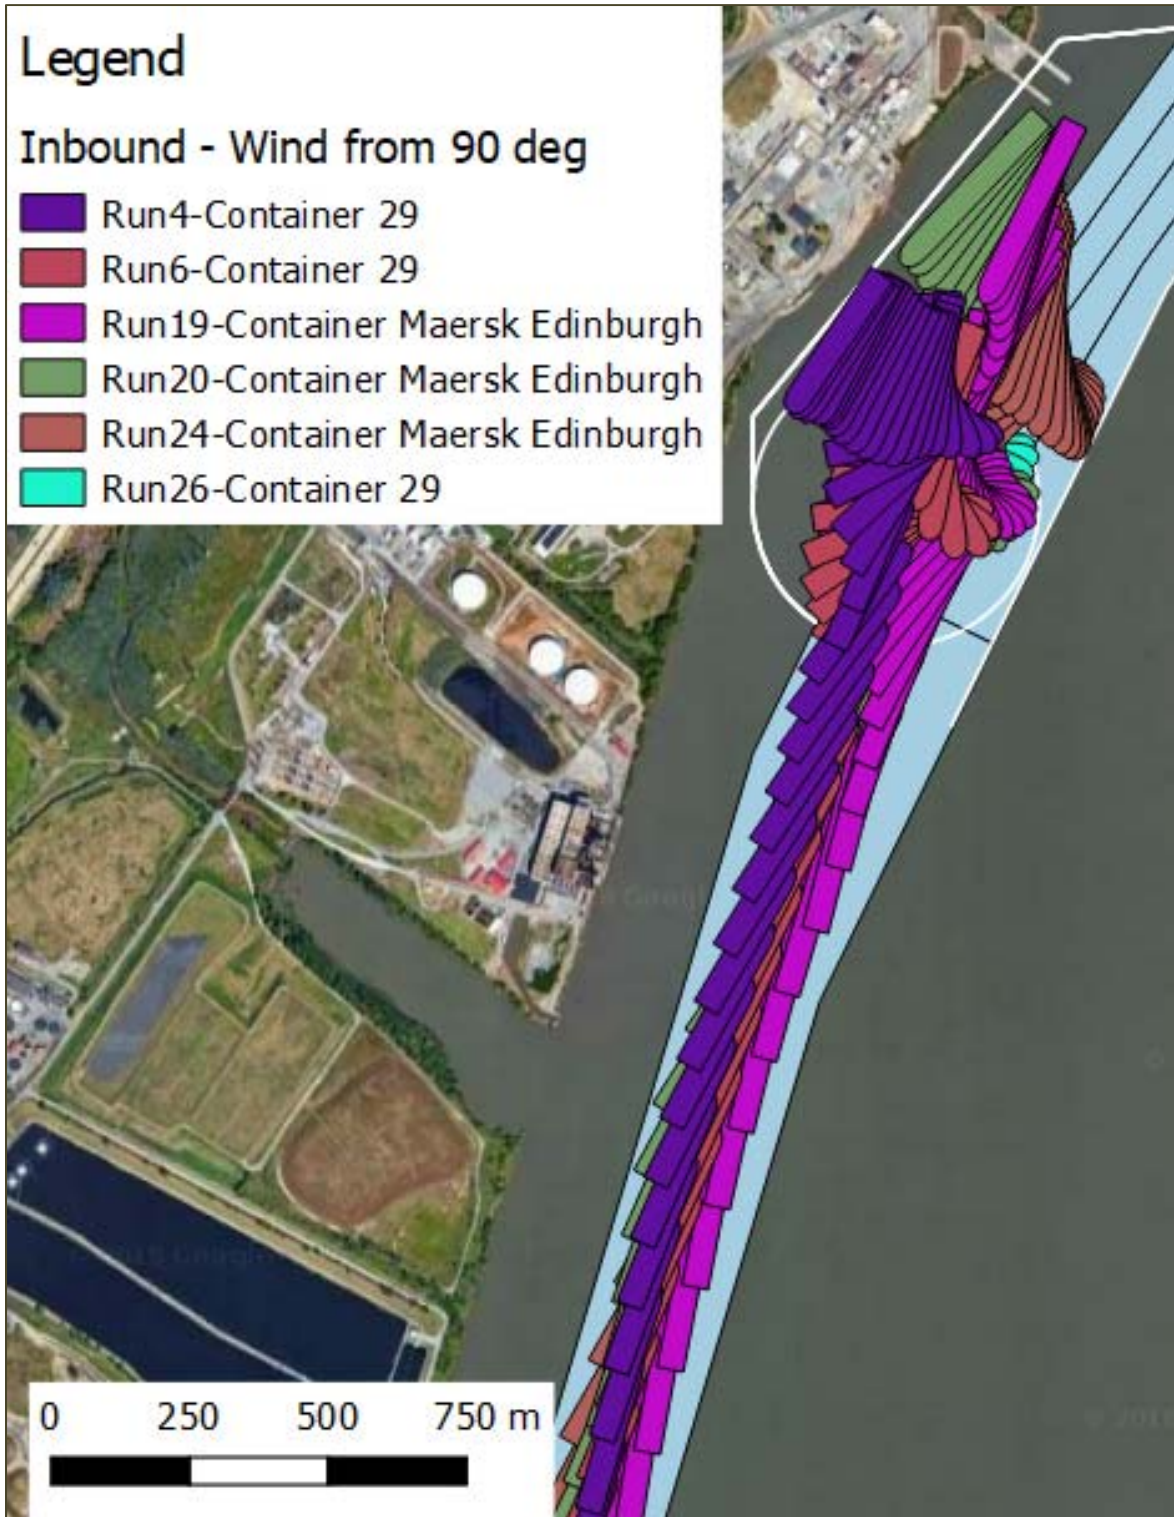 Legend
Inbound - Wind from 90 deg
Run4-Container 29
Run6-Container 29
Run19-Container Maersk Edinburgh
Run20-Container Maersk Edinburgh
Run24-Container Maersk Edinburgh
Run26-Container 29
0 250 500 750 m